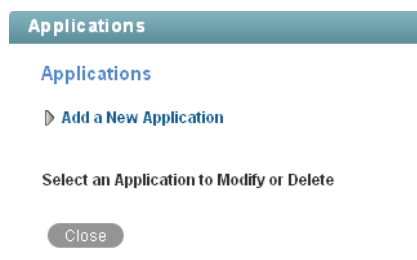 Applications
Applications
Add a New Application
Select an Application to Modify or Delete
Close